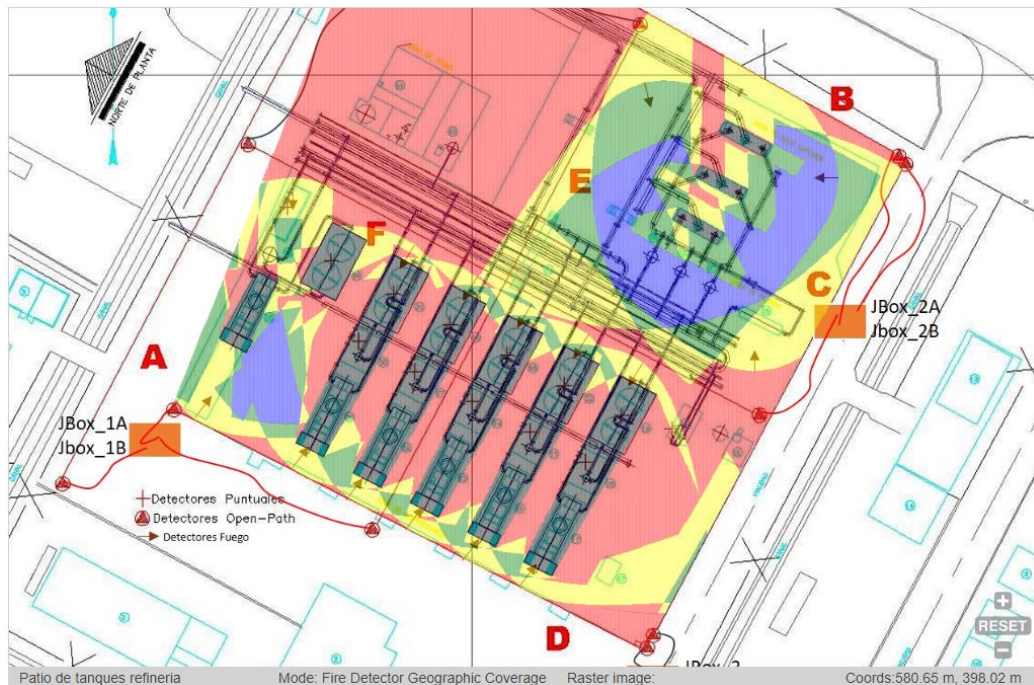 NORTE DE PLANTA
B
E
F
C
JBox_2A
Jbox_2B
A
JBox_1A
Jbox_1B
Detectores Puntuales
Detectores Open-Path
Detectores Fuego
D
+
RESET
−
Patio de tanques refineria Mode: Fire Detector Geographic Coverage Raster image: Coords:580.65 m, 398.02 m